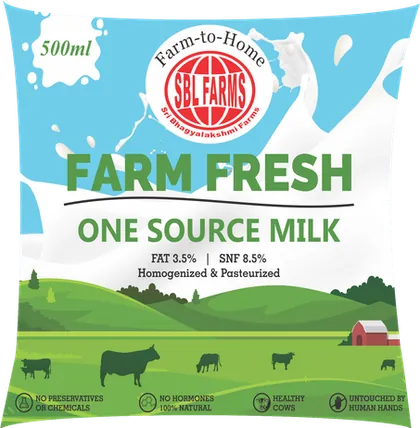 500ml
Farm-to-Home
SBL FARMS
Sri Bhagyalakshmi Farms
FARM FRESH
ONE SOURCE MILK
FAT 3.5% | SNF 8.5%
Homogenized & Pasteurized
NO PRESERVATIVES
OR CHEMICALS
NO HORMONES
100% NATURAL
HEALTHY
COWS
UNTOUCHED BY
HUMAN HANDS